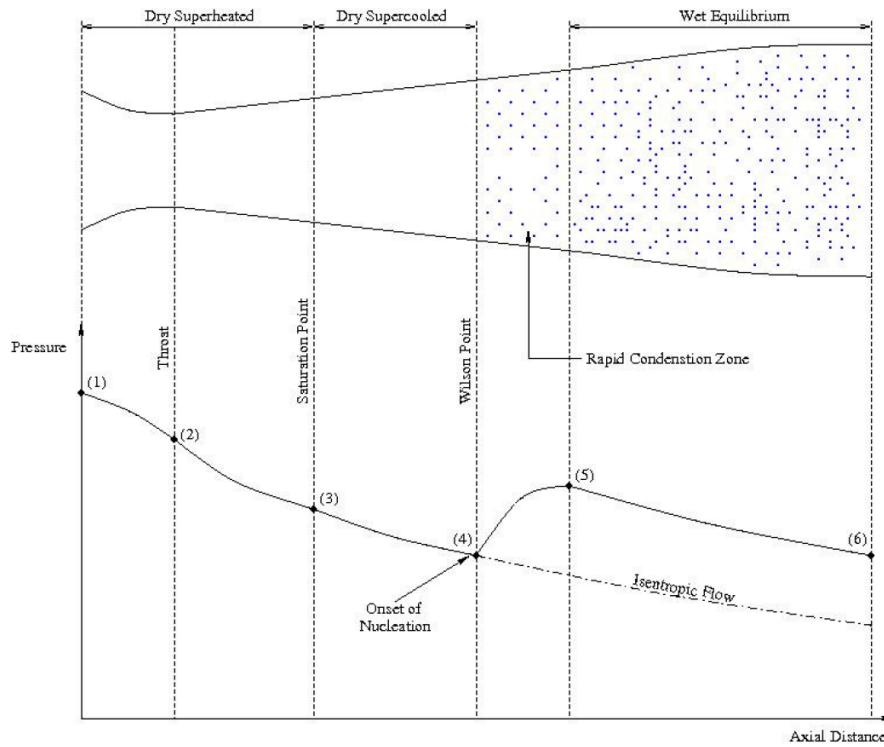 Dry Superheated
Dry Supercooled
Wet Equilibrium
Pressure
Throat
Saturation Point
Wilson Point
Rapid Condenstion Zone
(1)
(2)
(3)
(4)
(5)
(6)
Onset of
Nucleation
Isentropic Flow
Axial Distance